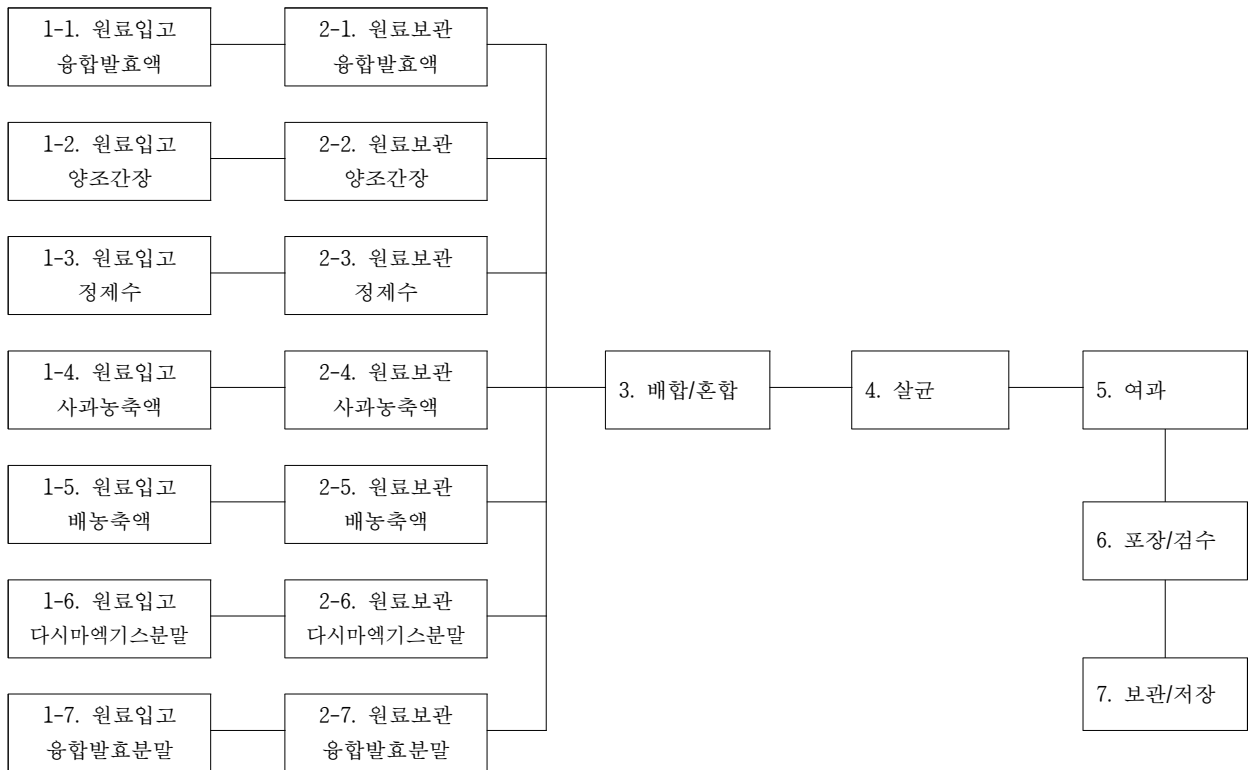 1-1. 원료입고
융합발효액
2-1. 원료보관
융합발효액
1-2. 원료입고
양조간장
2-2. 원료보관
양조간장
1-3. 원료입고
정제수
2-3. 원료보관
정제수
1-4. 원료입고
사과농축액
2-4. 원료보관
사과농축액
3. 배합/혼합
4. 살균
5. 여과
1-5. 원료입고
배농축액
2-5. 원료보관
배농축액
6. 포장/검수
1-6. 원료입고
다시마엑기스분말
2-6. 원료보관
다시마엑기스분말
7. 보관/저장
1-7. 원료입고
융합발효분말
2-7. 원료보관
융합발효분말